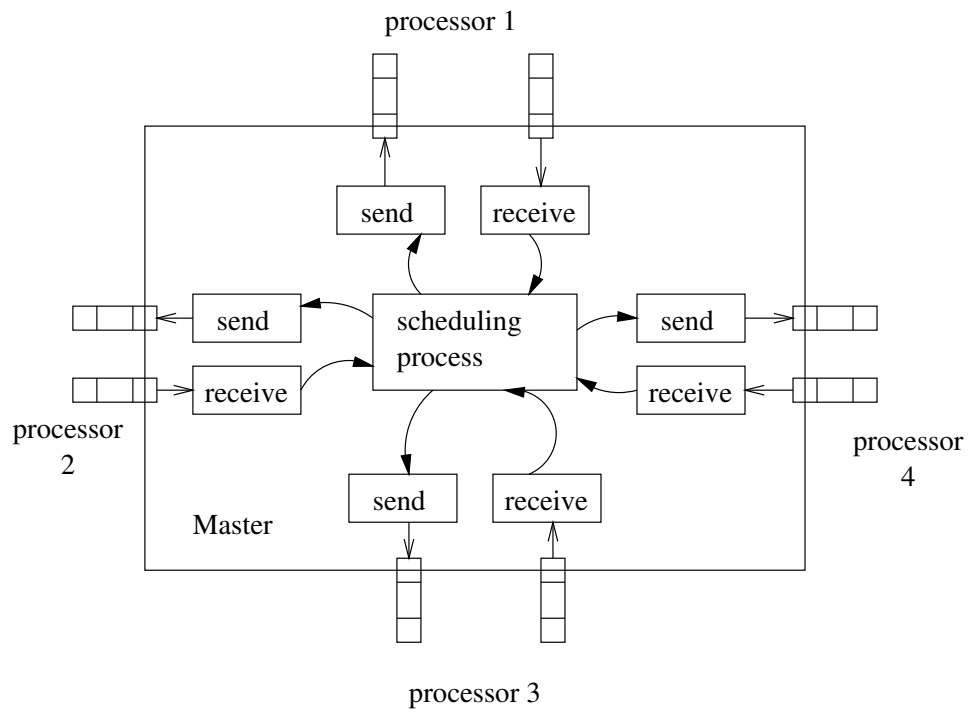 processor 1
send
receive
send
scheduling
process
send
receive
receive
processor
2
processor
4
send
receive
Master
processor 3